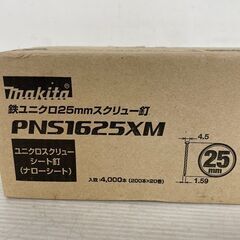 makita
鉄ユニクロ25mmスクリュー釘
PNS1625XM
ユニクロスクリュー
シート釘
(ナローシート)
入数:4,000本(200本×20巻)
4.5
25
mm
1.59